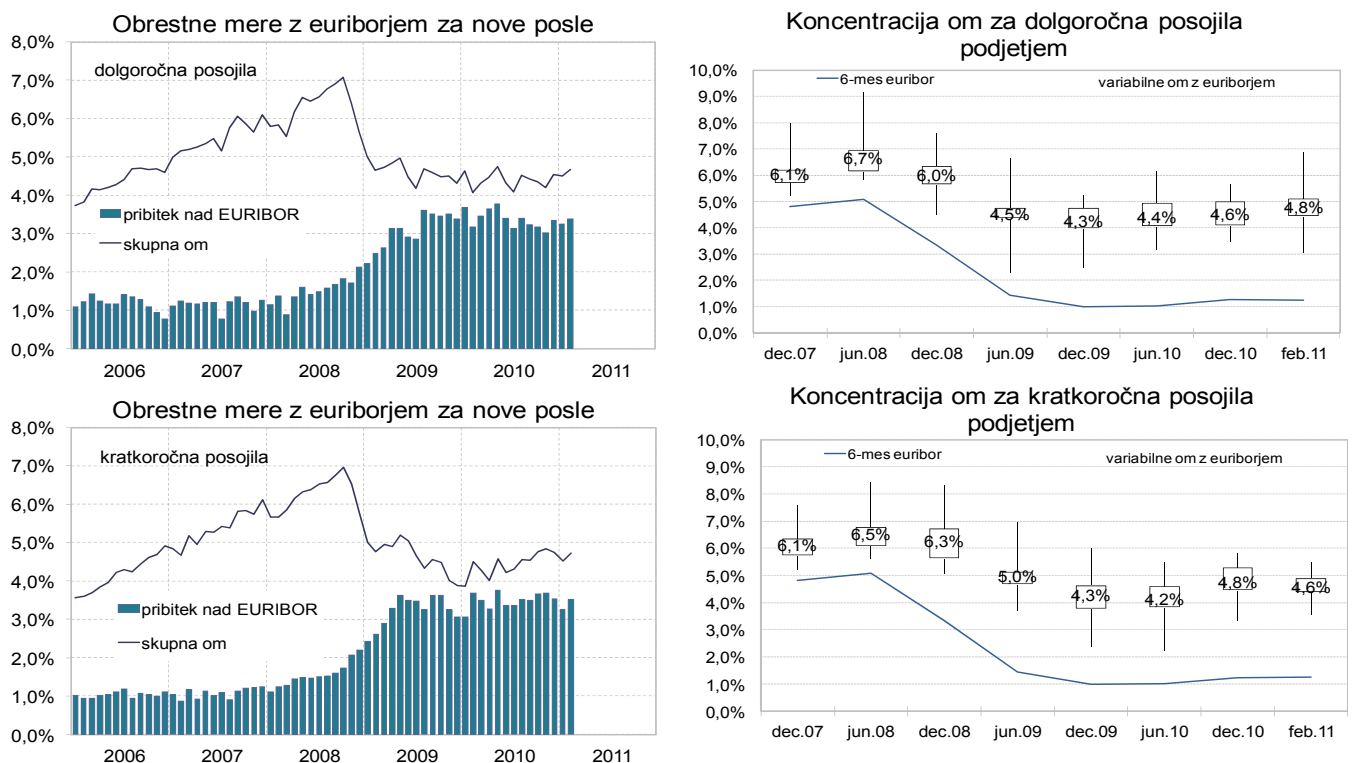 Obrestne mere z euriborjem za nove posle
8,0%
7,0%
6,0%
5,0%
4,0%
3,0%
2,0%
1,0%
0,0%
dolgoročna posojila
pribitek nad EURIBOR
skupna om
2006 2007 2008 2009 2010 2011
Koncentracija om za dolgoročna posojila
podjetjem
10,0%
9,0%
8,0%
7,0%
6,0%
5,0%
4,0%
3,0%
2,0%
1,0%
0,0%
6-mes euribor
variabilne om z euriborjem
6,1% 6,7% 6,0% 4,5% 4,3% 4,4% 4,6% 4,8%
dec.07 jun.08 dec.08 jun.09 dec.09 jun.10 dec.10 feb.11
Obrestne mere z euriborjem za nove posle
8,0%
7,0%
6,0%
5,0%
4,0%
3,0%
2,0%
1,0%
0,0%
kratkoročna posojila
pribitek nad EURIBOR
skupna om
2006 2007 2008 2009 2010 2011
Koncentracija om za kratkoročna posojila
podjetjem
10,0%
9,0%
8,0%
7,0%
6,0%
5,0%
4,0%
3,0%
2,0%
1,0%
0,0%
6-mes euribor
variabilne om z euriborjem
6,1% 6,5% 6,3% 5,0% 4,3% 4,2% 4,8% 4,6%
dec.07 jun.08 dec.08 jun.09 dec.09 jun.10 dec.10 feb.11